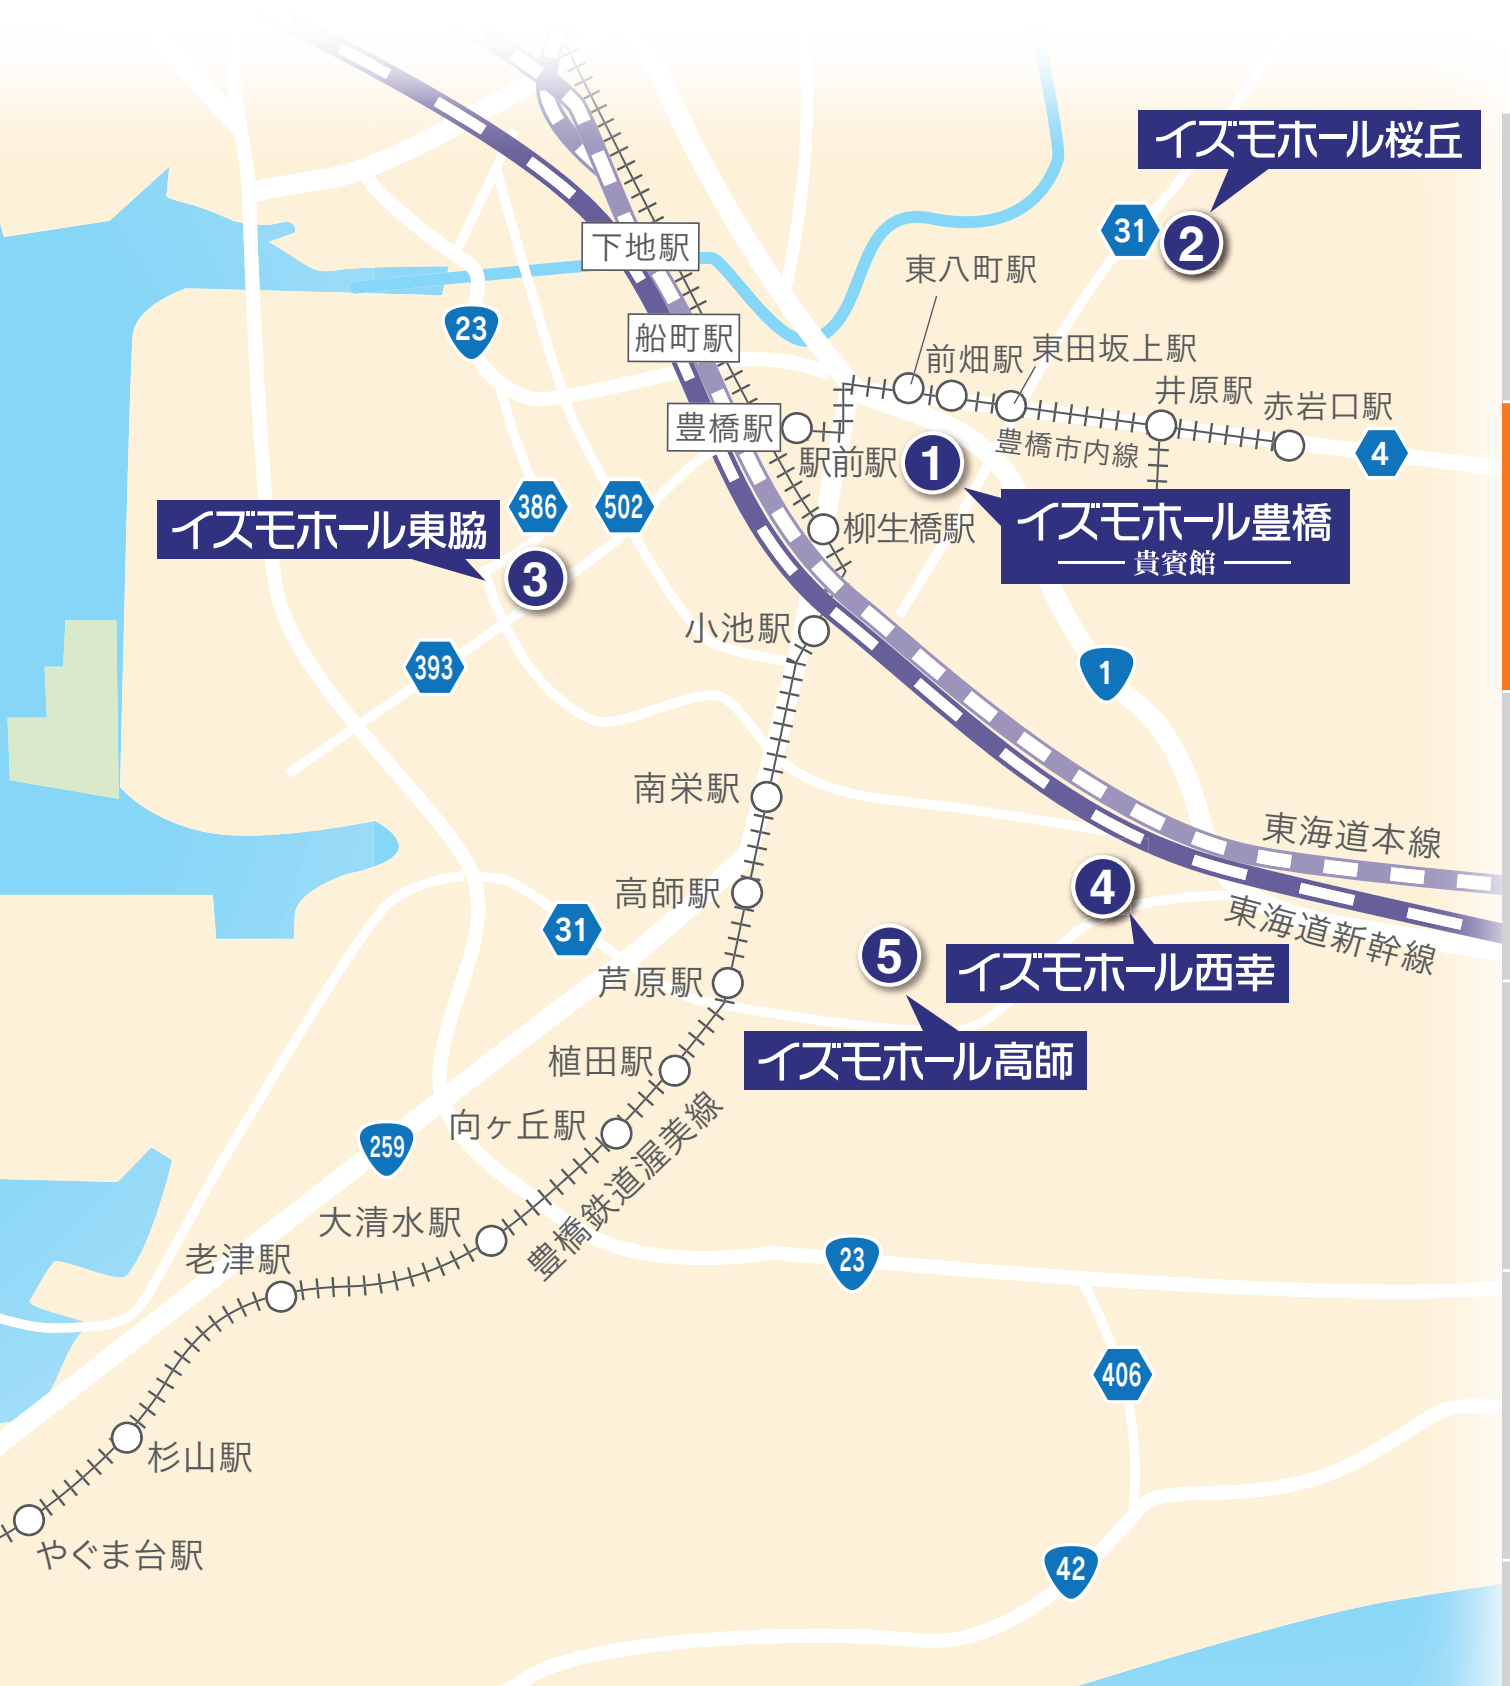 イズモホール桜丘
31
2
下地駅
東八町駅
23
船町駅
前畑駅
東田坂上駅
井原駅
赤岩口駅
豊橋駅
豊橋市内線
4
駅前駅
1
386
502
イズモホール東脇
イズモホール豊橋
貴賓館
柳生橋駅
3
小池駅
393
1
南栄駅
東海道本線
高師駅
4
31
東海道新幹線
5
イズモホール西幸
芦原駅
イズモホール高師
植田駅
向ヶ丘駅
259
豊橋鉄道渥美線
大清水駅
老津駅
23
406
杉山駅
やぐま台駅
42